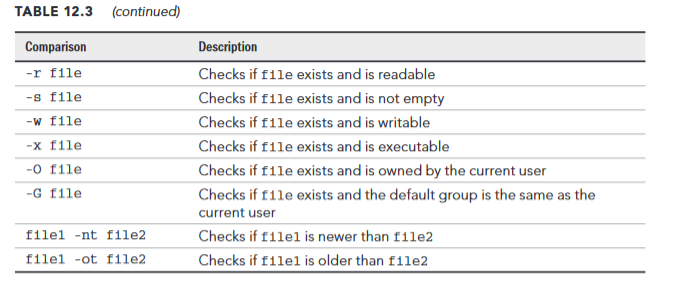 TABLE 12.3 (continued)
Comparison Description
-r file Checks if file exists and is readable
-s file Checks if file exists and is not empty
-w file Checks if file exists and is writable
-x file Checks if file exists and is executable
-O file Checks if file exists and is owned by the current user
-G file Checks if file exists and the default group is the same as the
current user
file1 -nt file2 Checks if file1 is newer than file2
file1 -ot file2 Checks if file1 is older than file2